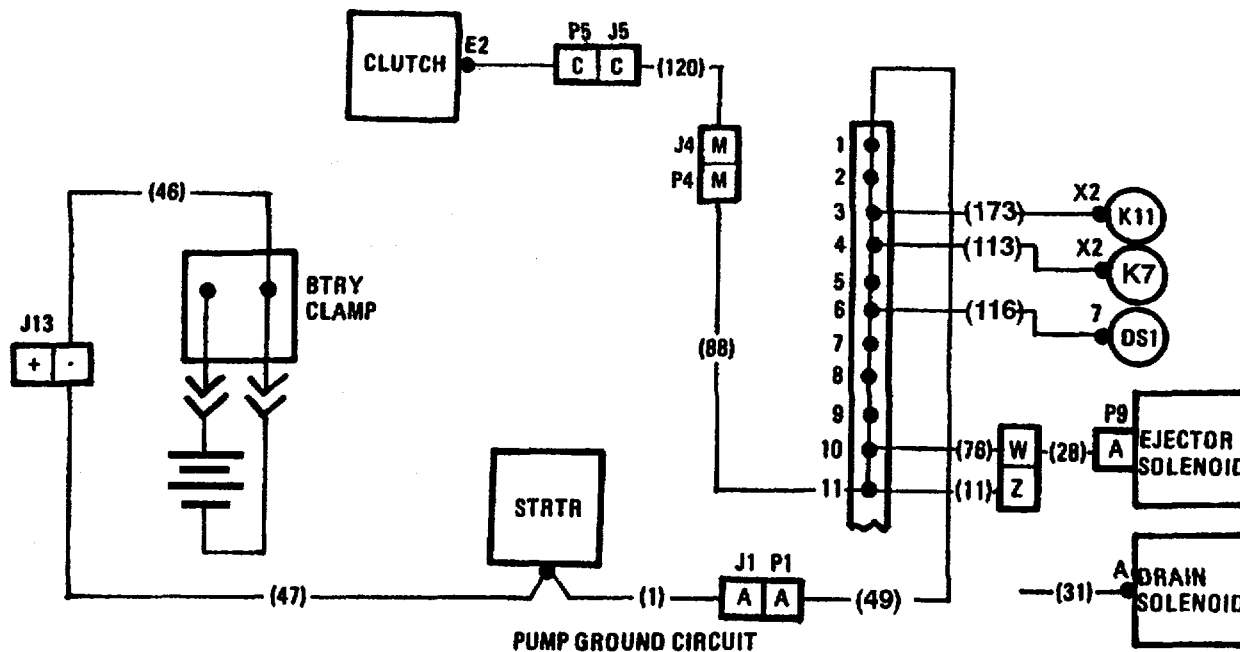 CLUTCH
E2
P5 J5
C C
(120)
J4 M
P4 M
(46)
BTRY
CLAMP
J13
+ -
(88)
1
2
3
4
5
6
7
8
9
10
11
(173)
X2
K11
(113)
X2
K7
(116)
7
DS1
(76)
W
(28)
P9
A
EJECTOR
SOLENOID
(11)
Z
STRTR
(47)
(1)
J1 P1
A A
(49)
(31)
A
DRAIN
SOLENOID
PUMP GROUND CIRCUIT